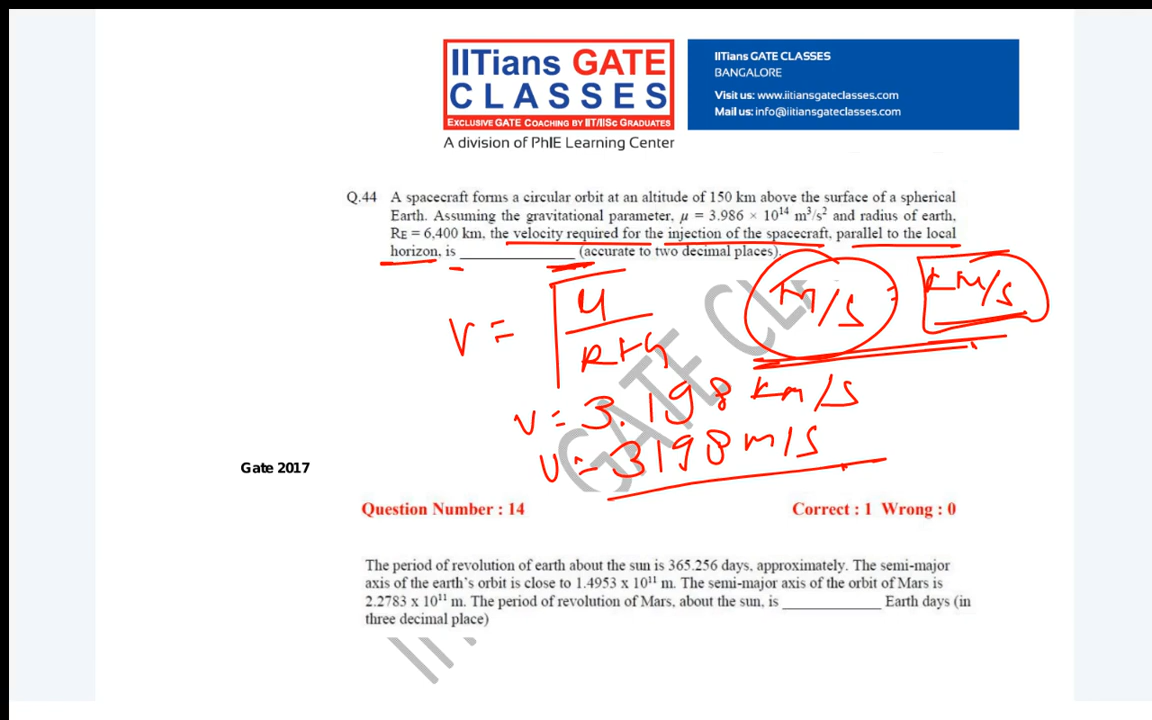 IITians GATE
CLASSES
EXCLUSIVE GATE COACHING BY IIT/IISc GRADUATES
A division of PhIE Learning Center
IITians GATE CLASSES
BANGALORE
Visit us: www.iitiansgateclasses.com
Mail us: info@iitiansgateclasses.com
Q.44 A spacecraft forms a circular orbit at an altitude of 150 km above the surface of a spherical
Earth. Assuming the gravitational parameter, μ = 3.986 × 10¹⁴ m³/s² and radius of earth,
RE = 6,400 km, the velocity required for the injection of the spacecraft, parallel to the local
horizon, is ____________ (accurate to two decimal places).
m/s = km/s
V = √ μ / R+h
V = 3.198 km/s
V = 3198 m/s
GATE CL
Gate 2017
Question Number : 14 Correct : 1 Wrong : 0
The period of revolution of earth about the sun is 365.256 days, approximately. The semi-major
axis of the earth's orbit is close to 1.4953 x 10¹¹ m. The semi-major axis of the orbit of Mars is
2.2783 x 10¹¹ m. The period of revolution of Mars, about the sun, is ____________ Earth days (in
three decimal place)